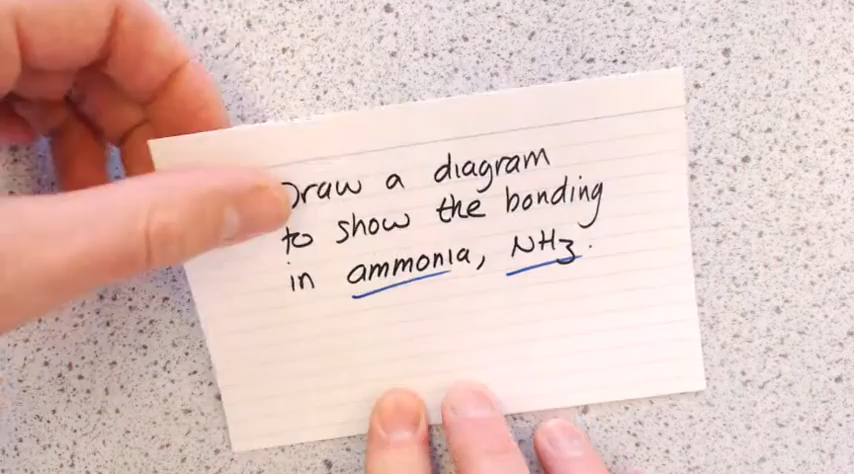 Draw a diagram
to show the bonding
in ammonia, NH3.